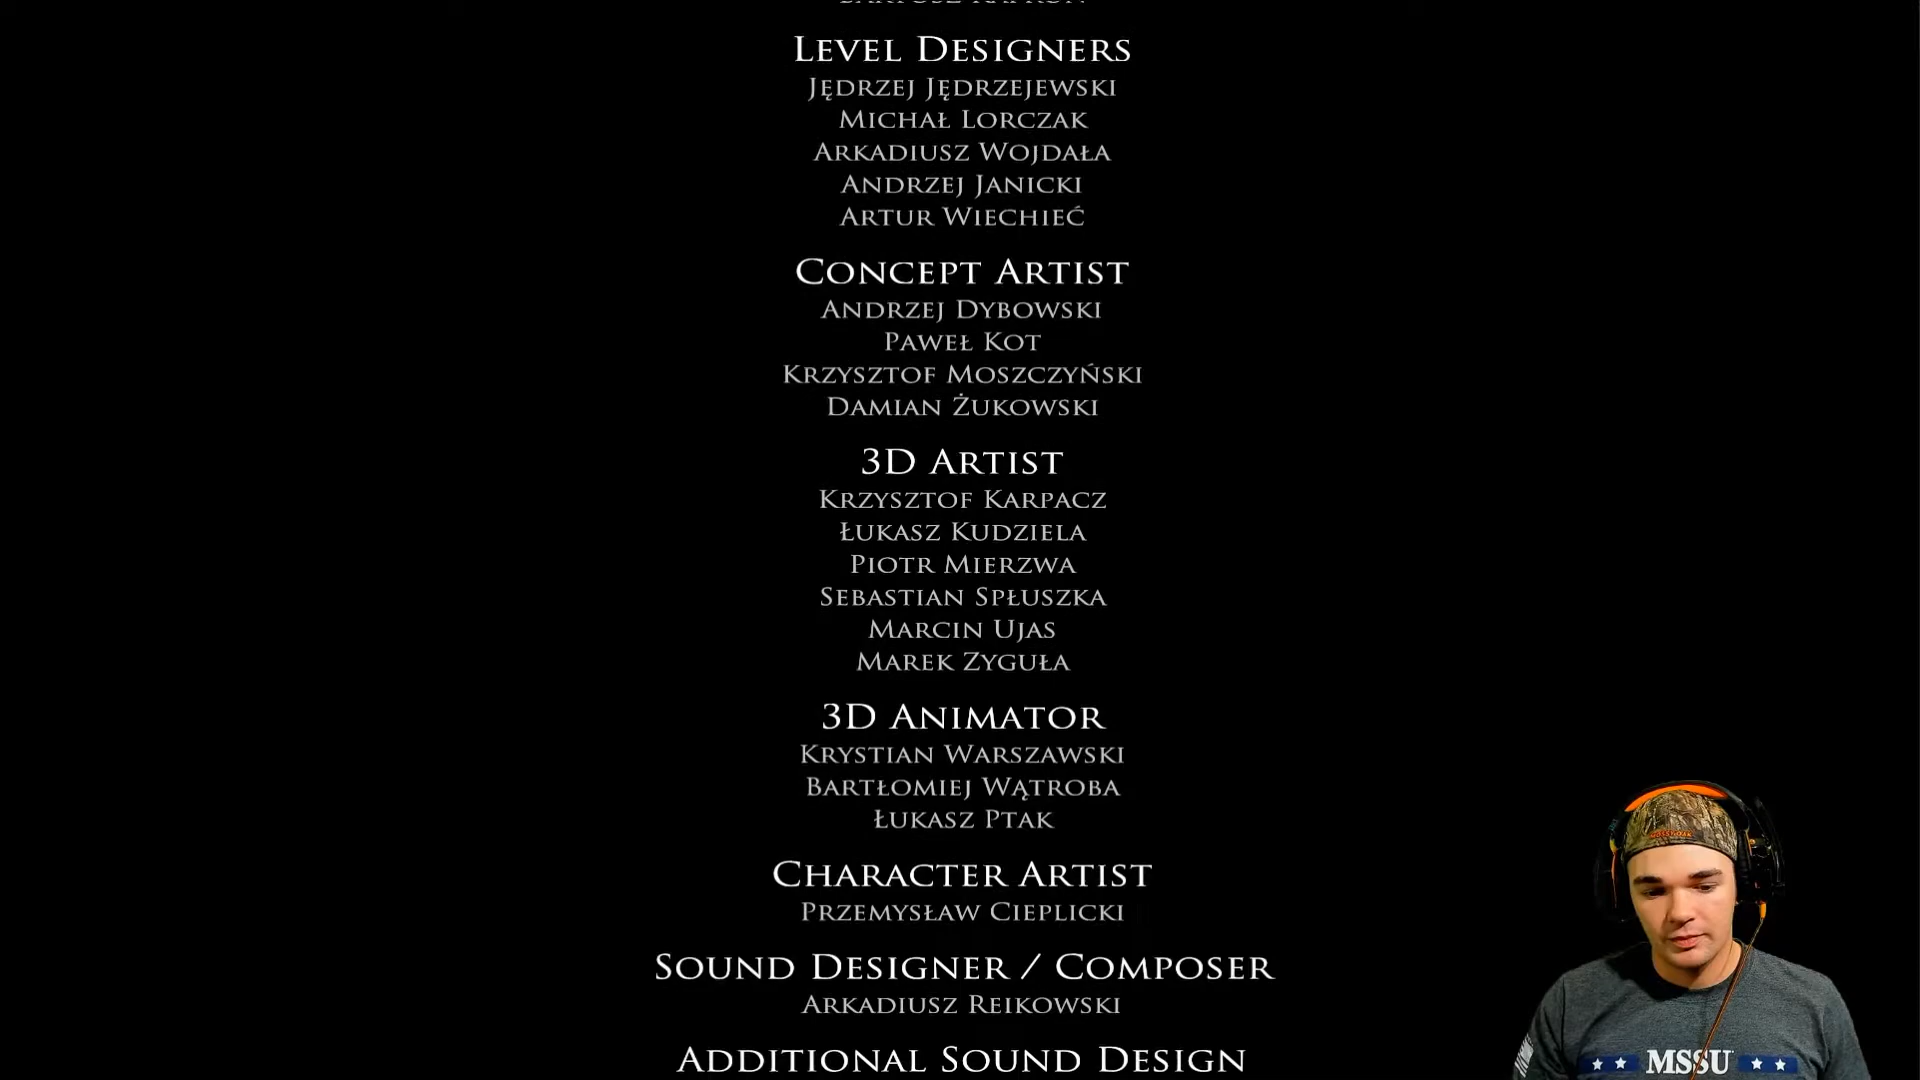 LEVEL DESIGNERS
JĘDRZEJ JĘDRZEJEWSKI
MICHAŁ LORCZAK
ARKADIUSZ WOJDAŁA
ANDRZEJ JANICKI
ARTUR WIECHIEĆ
CONCEPT ARTIST
ANDRZEJ DYBOWSKI
PAWEŁ KOT
KRZYSZTOF MOSZCZYŃSKI
DAMIAN ŻUKOWSKI
3D ARTIST
KRZYSZTOF KARPACZ
ŁUKASZ KUDZIELA
PIOTR MIERZWA
SEBASTIAN SPŁUSZKA
MARCIN UJAS
MAREK ZYGUŁA
3D ANIMATOR
KRYSTIAN WARSZAWSKI
BARTŁOMIEJ WĄTROBA
ŁUKASZ PTAK
CHARACTER ARTIST
PRZEMYSŁAW CIEPLICKI
SOUND DESIGNER / COMPOSER
ARKADIUSZ REIKOWSKI
ADDITIONAL SOUND DESIGN
MSSU